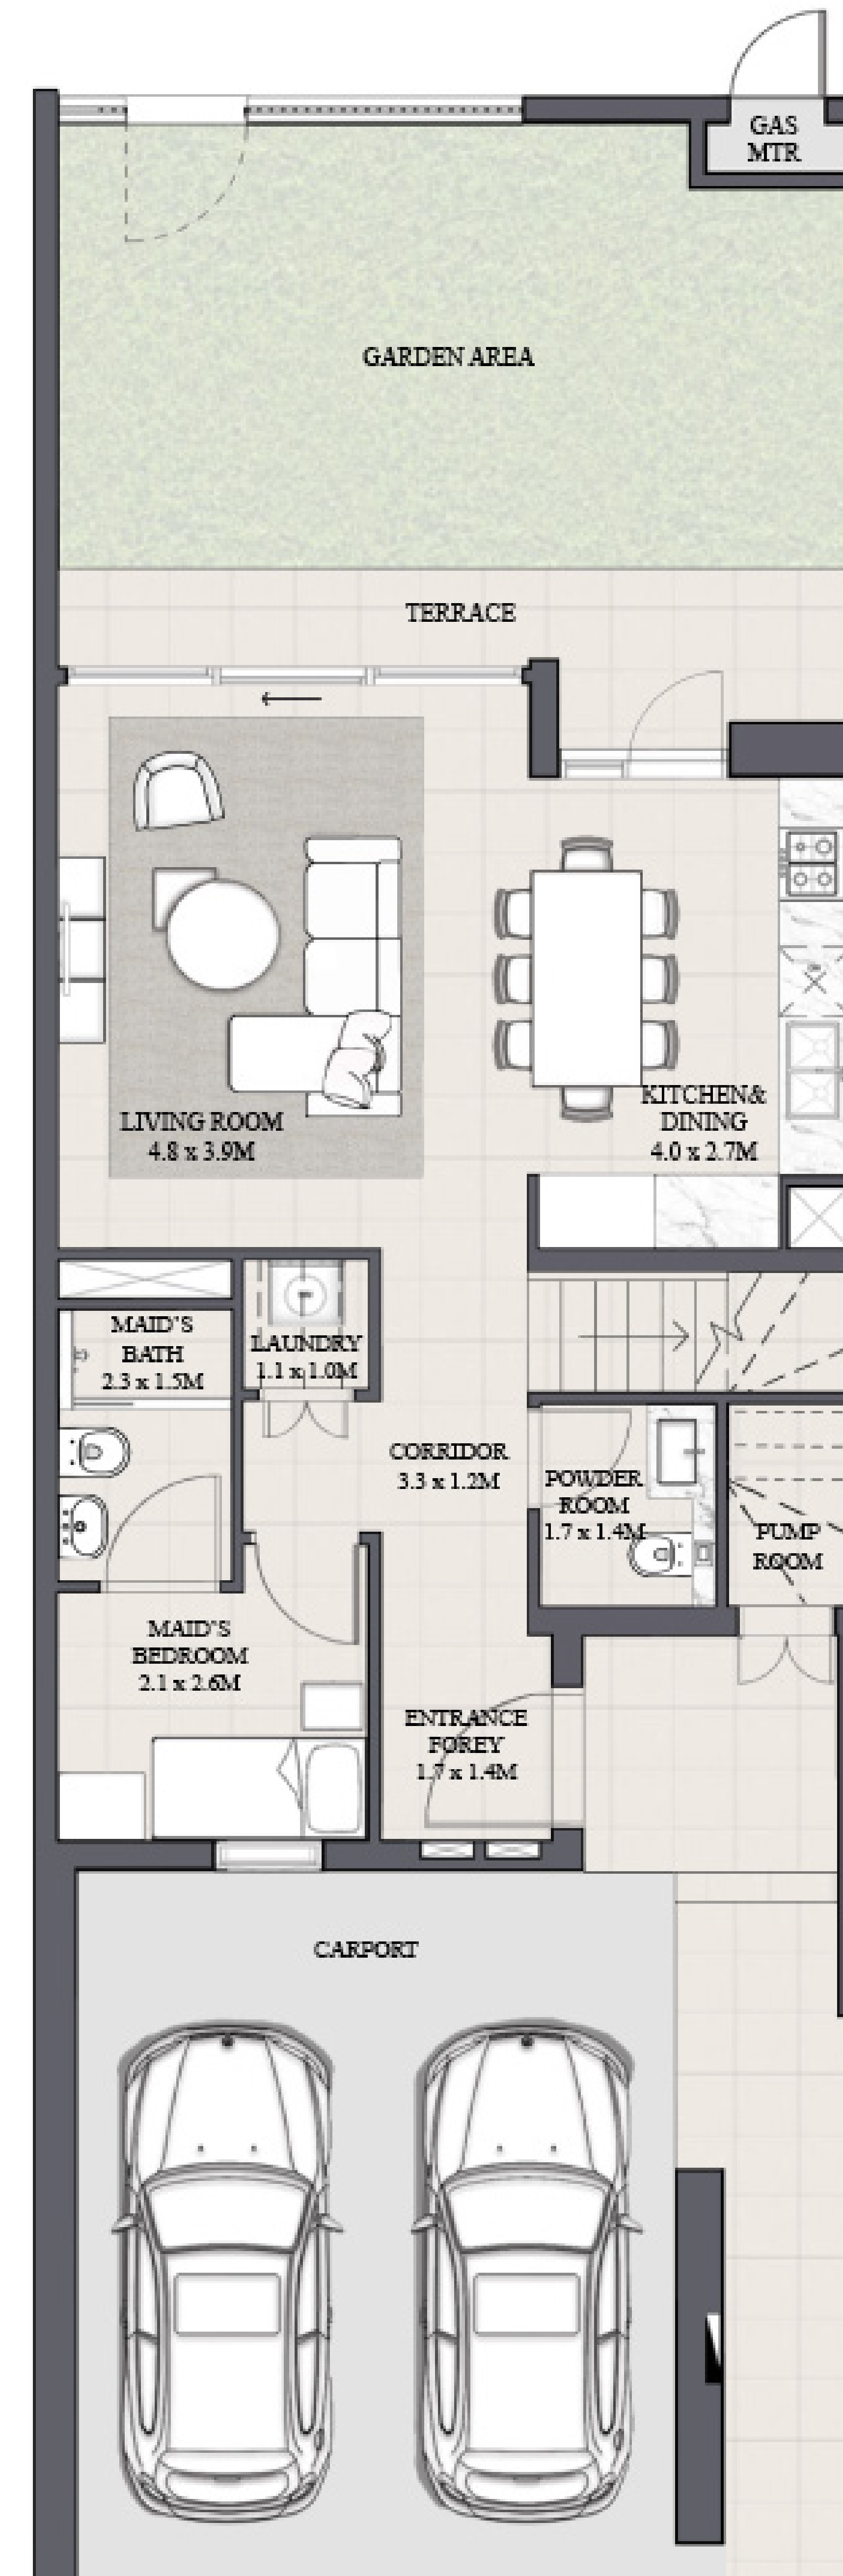 GAS
MTR
GARDEN AREA
TERRACE
LIVING ROOM
4.8 x 3.9M
KITCHEN&
DINING
4.0 x 2.7M
MAID'S
BATH
2.3 x 1.5M
LAUNDRY
1.1 x 1.0M
CORRIDOR
3.3 x 1.2M
POWDER
ROOM
1.7 x 1.4M
PUMP
ROOM
MAID'S
BEDROOM
2.1 x 2.6M
ENTRANCE
FOREY
1.7 x 1.4M
CARPORT